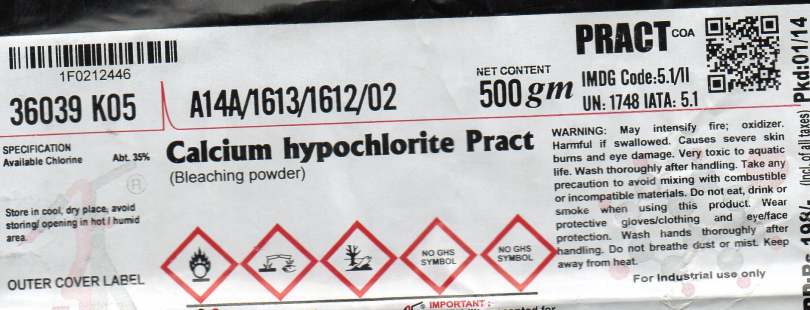 1F0212446
36039 K05
A14A/1613/1612/02
NET CONTENT
500 gm
PRACT COA
IMDG Code:5.1/II
UN: 1748 IATA: 5.1
Pkd:01/14
(Incl. of all taxes)
SPECIFICATION
Available Chlorine Abt. 35%
Store in cool, dry place, avoid
storing/ opening in hot / humid
area.
OUTER COVER LABEL
Calcium hypochlorite Pract
(Bleaching powder)
NO GHS
SYMBOL
NO GHS
SYMBOL
WARNING: May intensify fire; oxidizer.
Harmful if swallowed. Causes severe skin
burns and eye damage. Very toxic to aquatic
life. Wash thoroughly after handling. Take any
precaution to avoid mixing with combustible
or incompatible materials. Do not eat, drink or
smoke when using this product. Wear
protective gloves/clothing and eye/face
protection. Wash hands thoroughly after
handling. Do not breathe dust or mist. Keep
away from heat.
For Industrial use only
IMPORTANT :